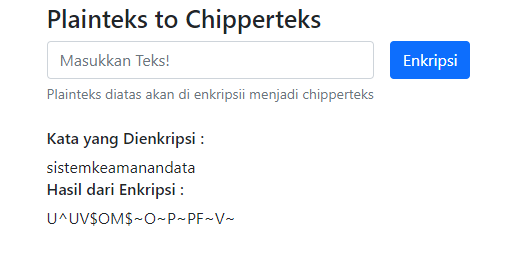 Plainteks to Chipperteks
Masukkan Teks! Enkripsi
Plainteks diatas akan di enkripsii menjadi chipperteks
Kata yang Dienkripsi :
sistemkeamanandata
Hasil dari Enkripsi :
U^UV$OM$~O~P~PF~V~